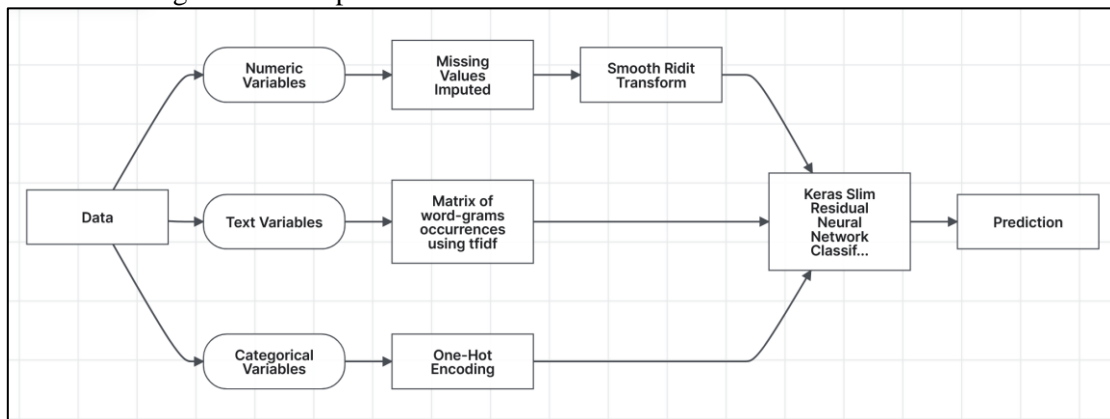 Numeric
Variables
Missing
Values
Imputed
Smooth Ridit
Transform
Data
Text Variables
Matrix of
word-grams
occurrences
using tfidf
Keras Slim
Residual
Neural
Network
Classif...
Prediction
Categorical
Variables
One-Hot
Encoding